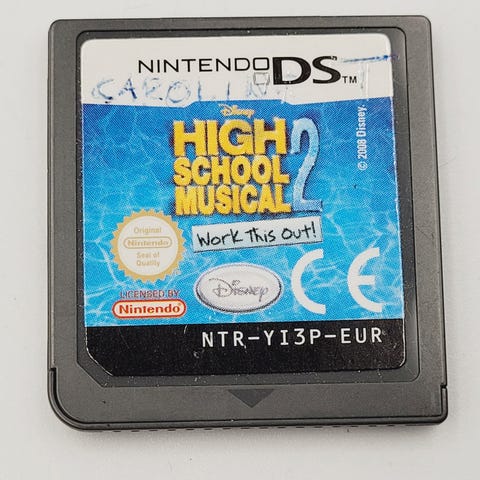 NINTENDO DS™
Disney
HIGH
SCHOOL
MUSICAL 2
Work This Out!
© 2008 Disney.
Original
Nintendo
Seal of
Quality
LICENSED BY
Nintendo
Disney
CE
NTR-YI3P-EUR